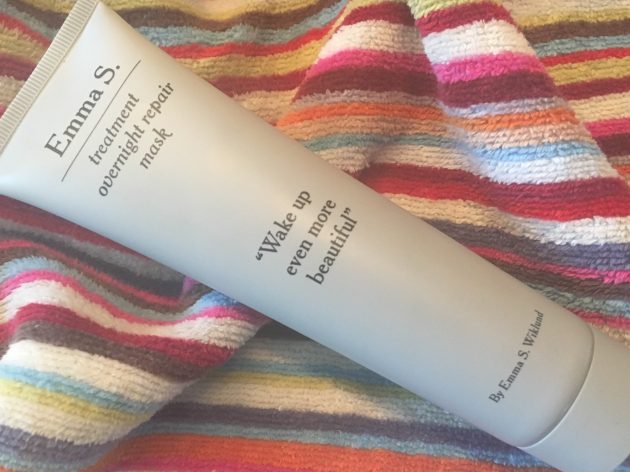 Emma S.
treatment
overnight repair
mask
“Wake up
even more
beautiful”
By Emma S. Wiklund